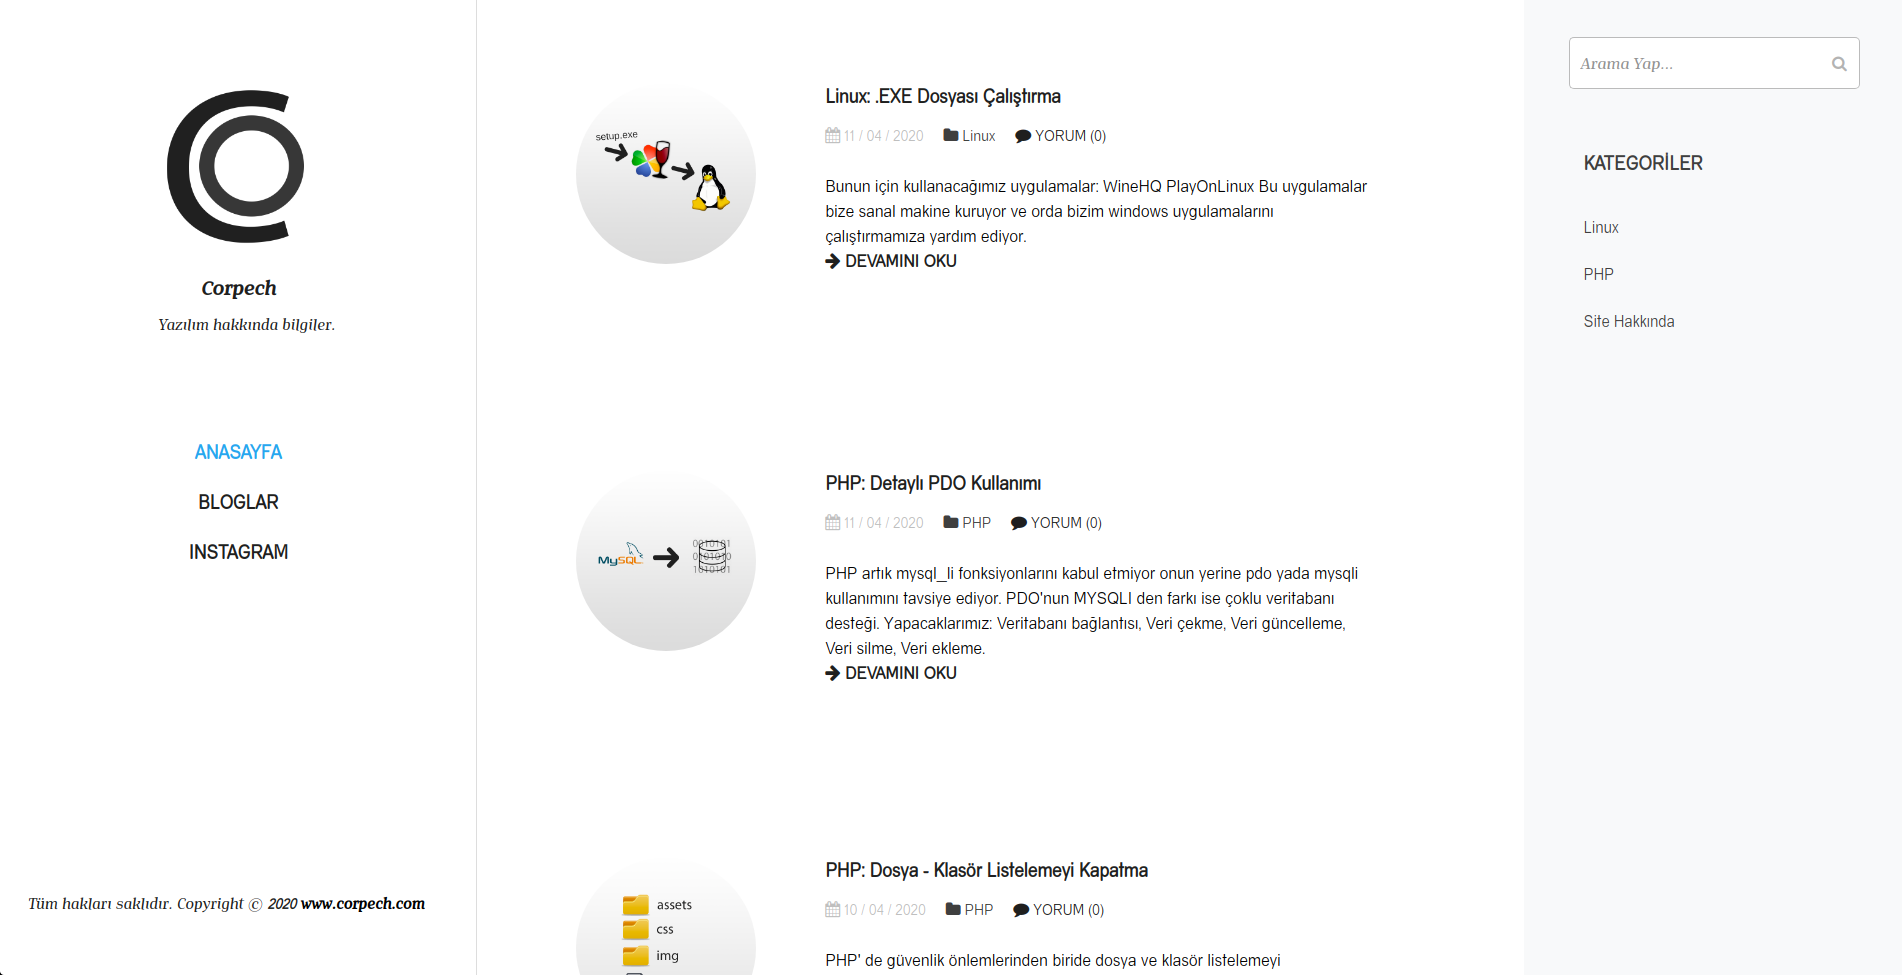 Corpech
Yazılım hakkında bilgiler.
ANASAYFA
BLOGLAR
INSTAGRAM
Tüm hakları saklıdır. Copyright © 2020 www.corpech.com
setup.exe
Linux: .EXE Dosyası Çalıştırma
11 / 04 / 2020 Linux YORUM (0)
Bunun için kullanacağımız uygulamalar: WineHQ PlayOnLinux Bu uygulamalar
bize sanal makine kuruyor ve orda bizim windows uygulamalarını
çalıştırmamıza yardım ediyor.
DEVAMINI OKU
MySQL
0010101
0101010
1010101
PHP: Detaylı PDO Kullanımı
11 / 04 / 2020 PHP YORUM (0)
PHP artık mysql_li fonksiyonlarını kabul etmiyor onun yerine pdo yada mysqli
kullanımını tavsiye ediyor. PDO'nun MYSQLI den farkı ise çoklu veritabanı
desteği. Yapacaklarımız: Veritabanı bağlantısı, Veri çekme, Veri güncelleme,
Veri silme, Veri ekleme.
DEVAMINI OKU
assets
css
img
PHP: Dosya - Klasör Listelemeyi Kapatma
10 / 04 / 2020 PHP YORUM (0)
PHP' de güvenlik önlemlerinden biride dosya ve klasör listelemeyi
Arama Yap...
KATEGORİLER
Linux
PHP
Site Hakkında